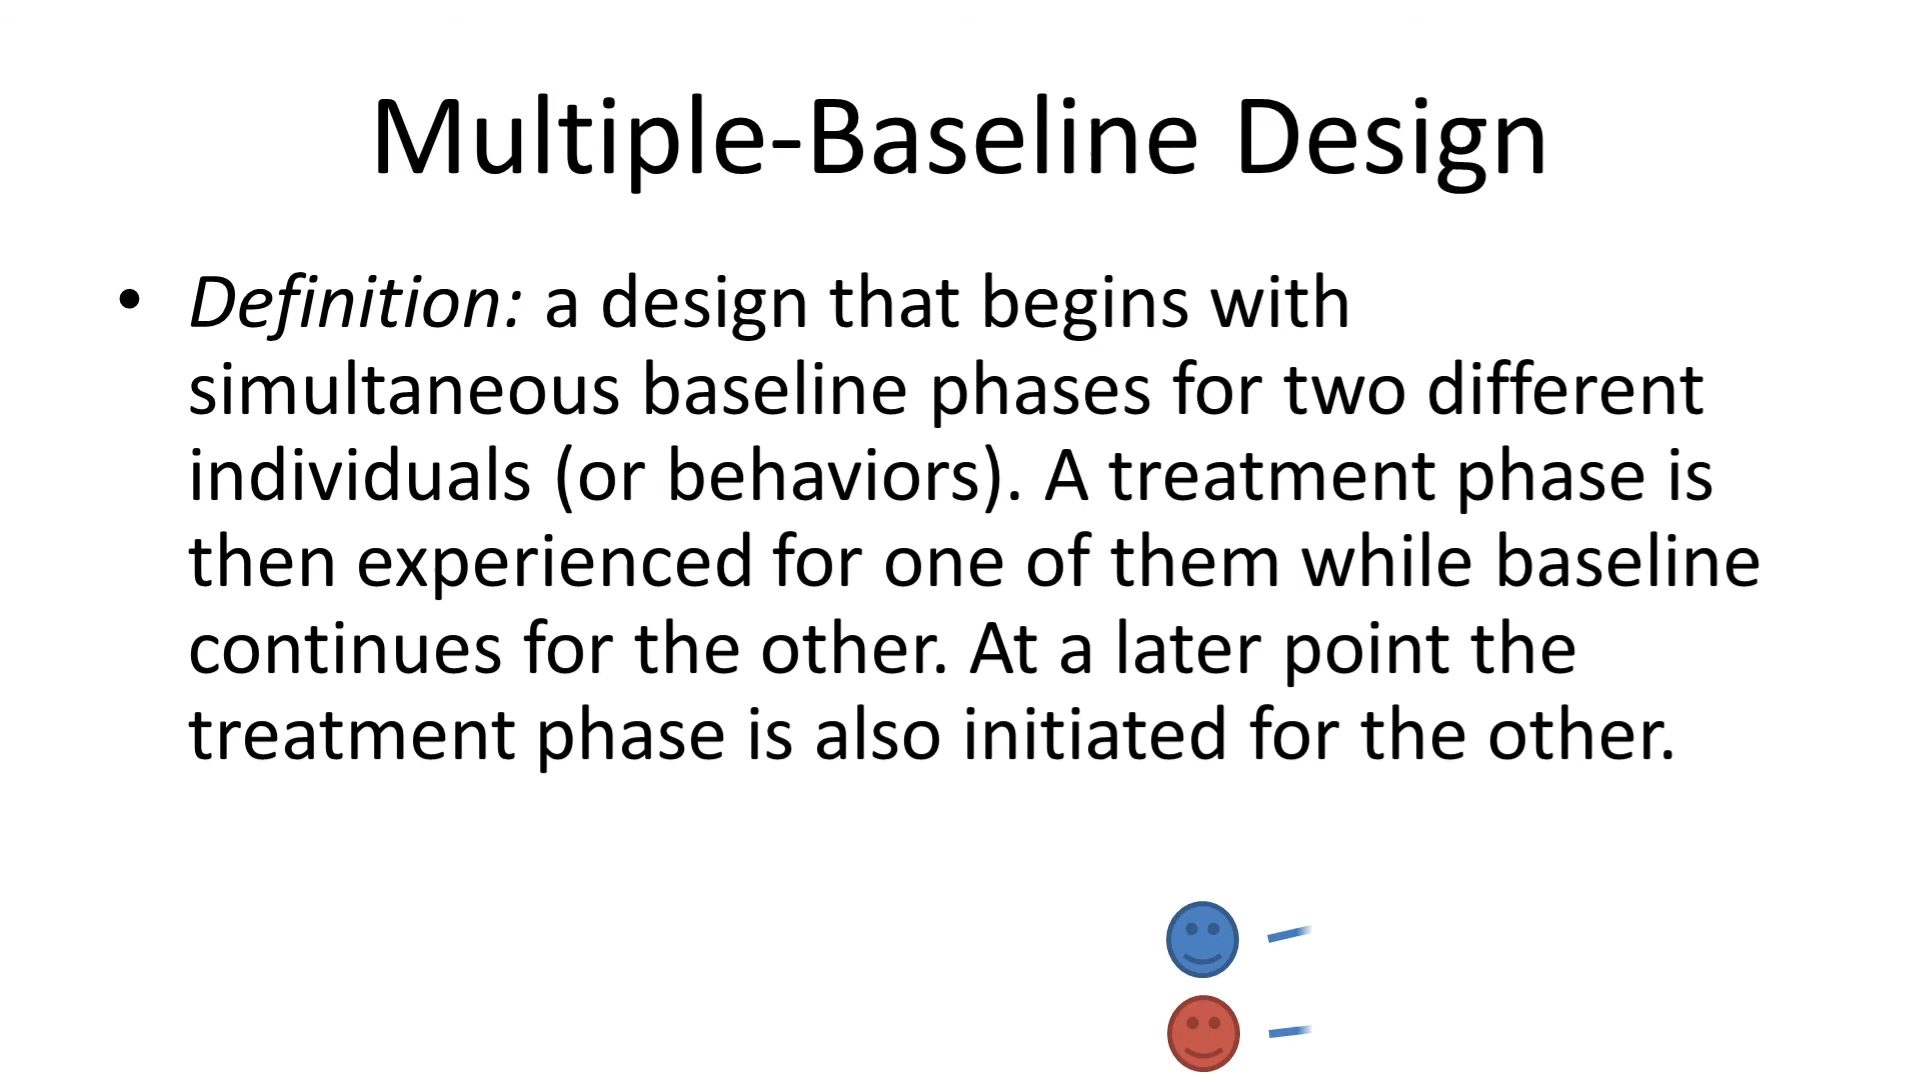 Multiple-Baseline Design
• Definition: a design that begins with
simultaneous baseline phases for two different
individuals (or behaviors). A treatment phase is
then experienced for one of them while baseline
continues for the other. At a later point the
treatment phase is also initiated for the other.